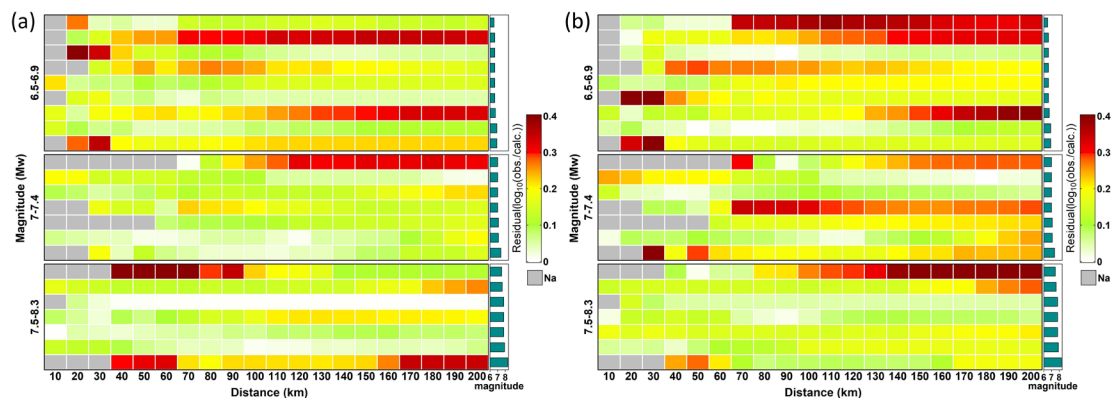 (a)
Magnitude (Mw)
6.5-6.9
7-7.4
7.5-8.3
10 20 30 40 50 60 70 80 90 100 110 120 130 140 150 160 170 180 190 200
Distance (km)
6 7 8
magnitude
Residual(log10(obs./calc.))
0.4
0.3
0.2
0.1
0
Na
(b)
Magnitude (Mw)
6.5-6.9
7-7.4
7.5-8.3
10 20 30 40 50 60 70 80 90 100 110 120 130 140 150 160 170 180 190 200
Distance (km)
6 7 8
magnitude
Residual(log10(obs./calc.))
0.4
0.3
0.2
0.1
0
Na